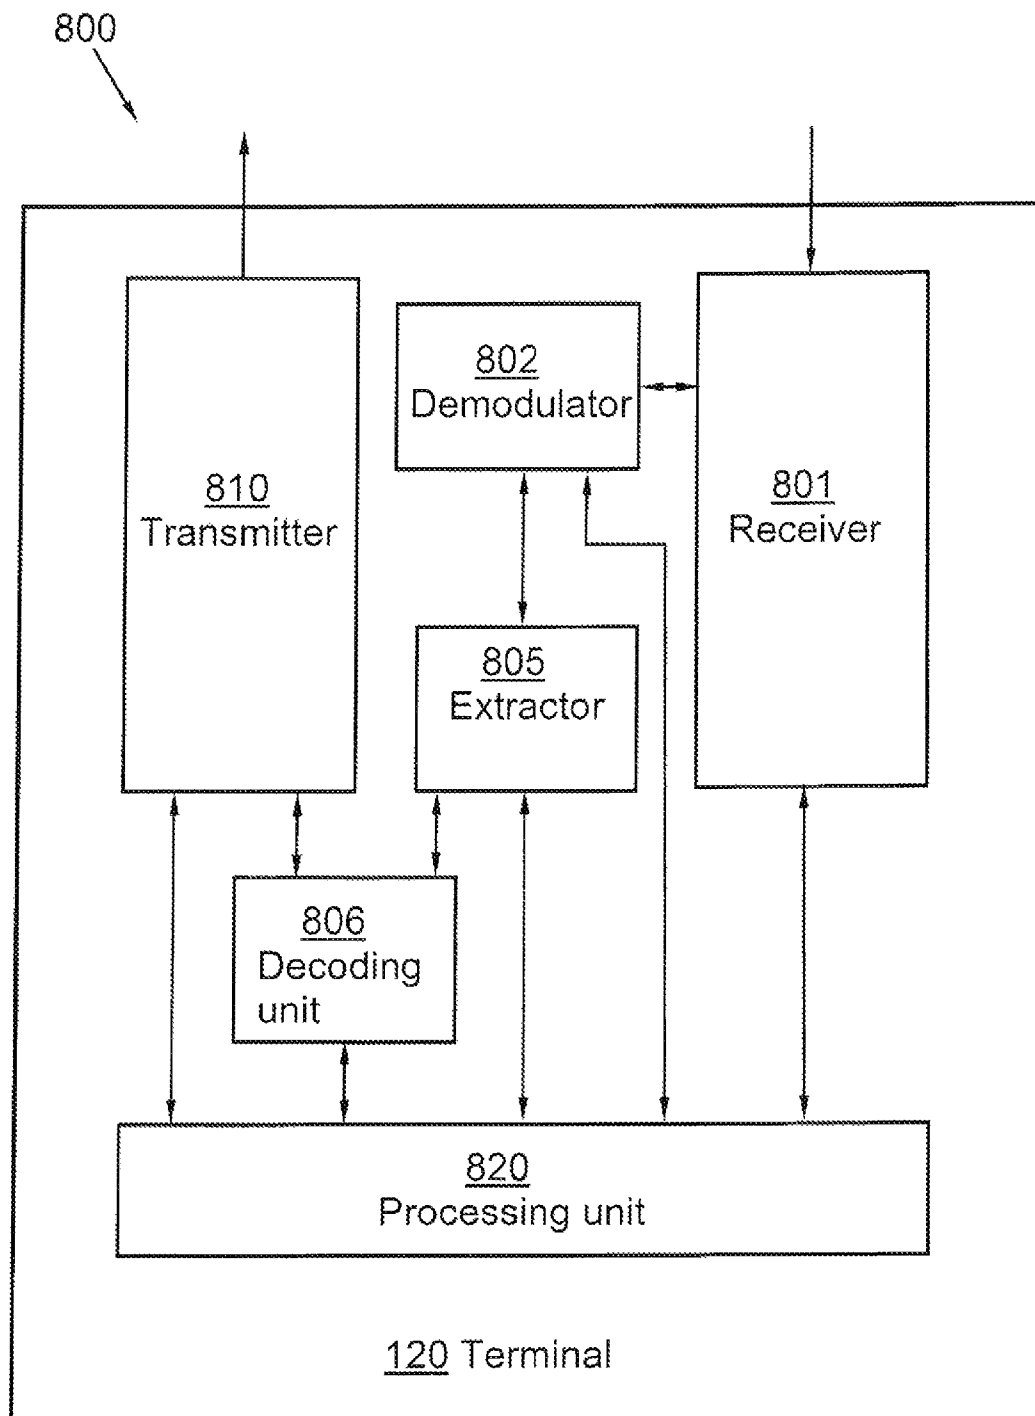 800
802
Demodulator
810
Transmitter
801
Receiver
805
Extractor
806
Decoding
unit
820
Processing unit
120 Terminal